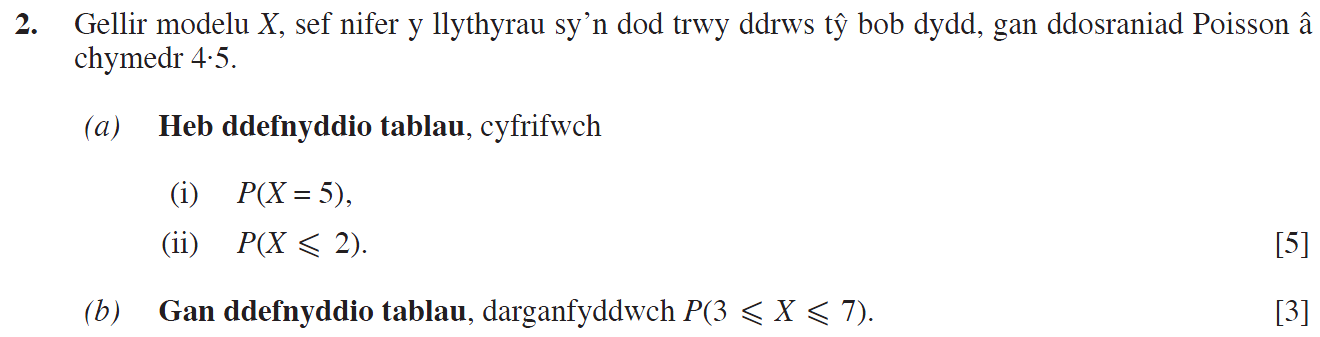 2. Gellir modelu X, sef nifer y llythyrau sy’n dod trwy ddrws tŷ bob dydd, gan ddosraniad Poisson â
chymedr 4·5.
(a) Heb ddefnyddio tablau, cyfrifwch
(i) P(X = 5),
(ii) P(X ⩽ 2). [5]
(b) Gan ddefnyddio tablau, darganfyddwch P(3 ⩽ X ⩽ 7). [3]